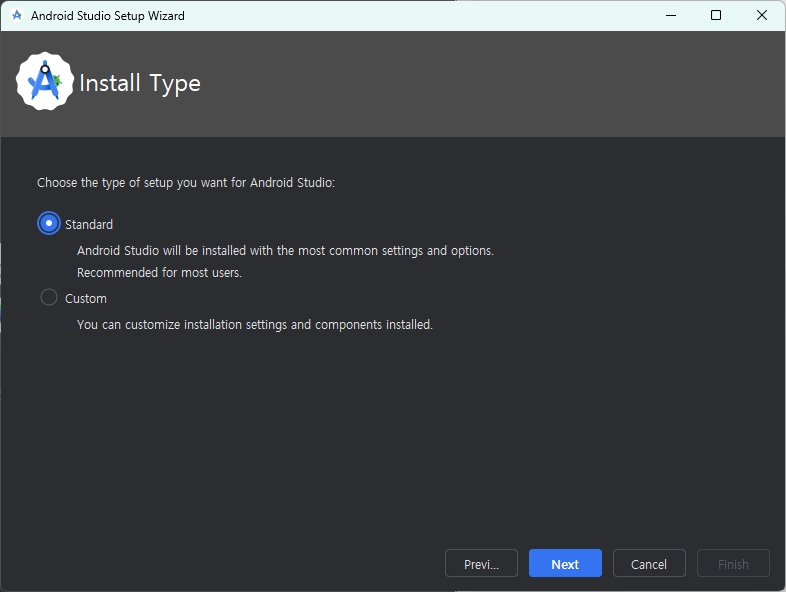 Android Studio Setup Wizard
Install Type
Choose the type of setup you want for Android Studio:
Standard
Android Studio will be installed with the most common settings and options.
Recommended for most users.
Custom
You can customize installation settings and components installed.
Previ...
Next
Cancel
Finish